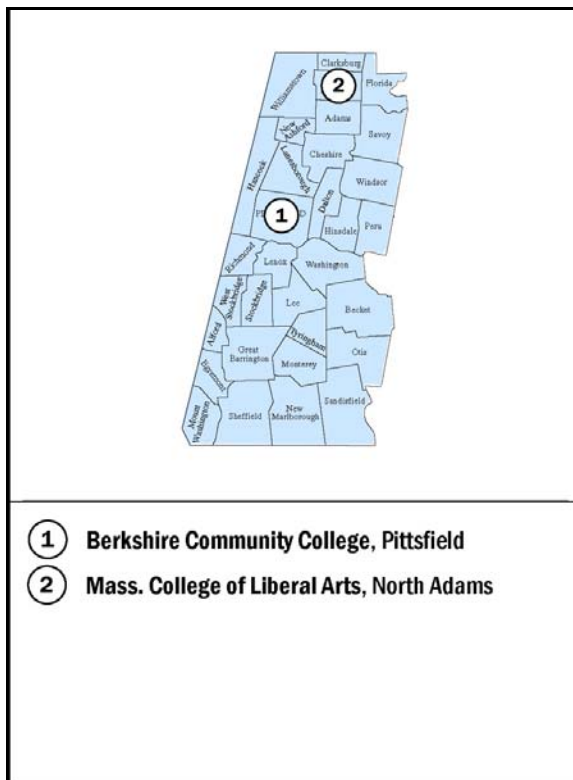 Clarksburg
2
Florida
Williamstown
Adams
Savoy
New
Ashford
Cheshire
Lanesborough
Hancock
Windsor
Dalton
1
Hinsdale
Peru
Richmond
Lenox
Washington
West
Stockbridge
Stockbridge
Lee
Becket
Alford
Tyringham
Great
Barrington
Otis
Monterey
Egremont
Mount
Washington
Sheffield
New
Marlborough
Sandisfield
1 Berkshire Community College, Pittsfield
2 Mass. College of Liberal Arts, North Adams